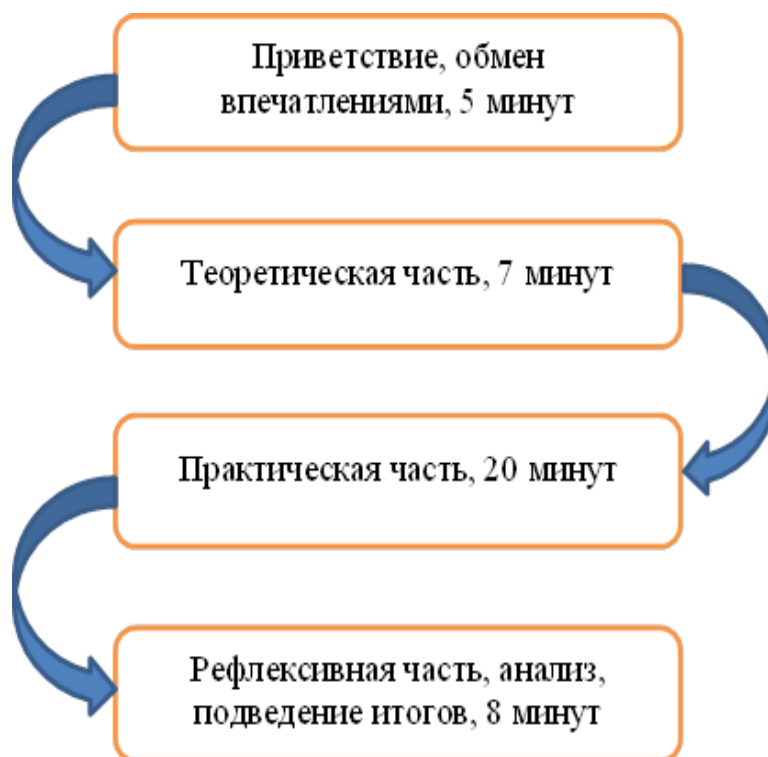 Приветствие, обмен
впечатлениями, 5 минут
Теоретическая часть, 7 минут
Практическая часть, 20 минут
Рефлексивная часть, анализ,
подведение итогов, 8 минут